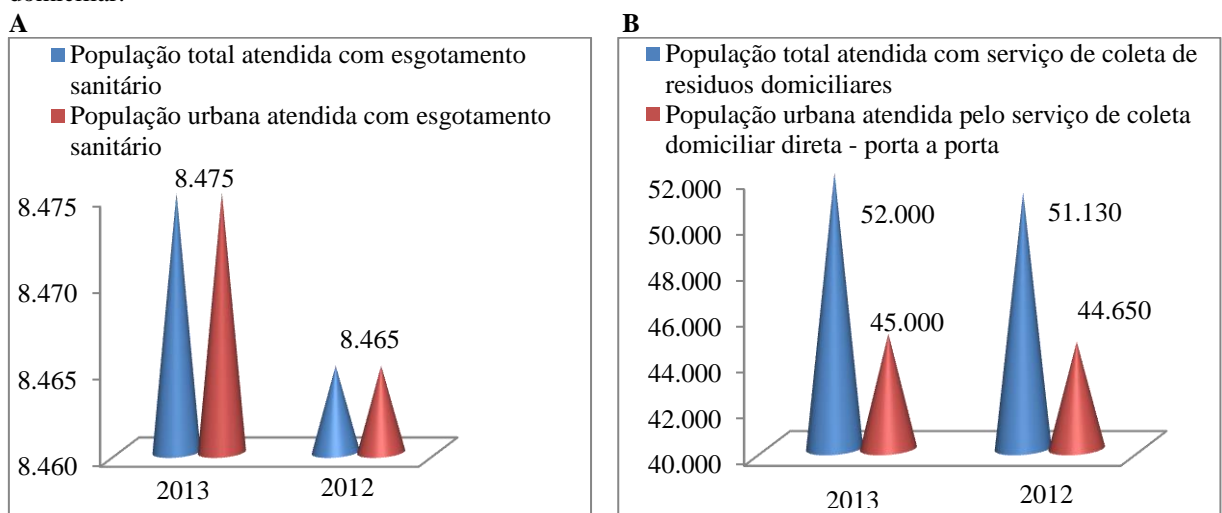 A
População total atendida com esgotamento
sanitário
População urbana atendida com esgotamento
sanitário
8.475
8.475
8.470
8.465
8.465
8.460
2013
2012
B
População total atendida com serviço de coleta de
residuos domiciliares
População urbana atendida pelo serviço de coleta
domiciliar direta - porta a porta
52.000
52.000
51.130
50.000
48.000
46.000
45.000
44.650
44.000
42.000
40.000
2013
2012